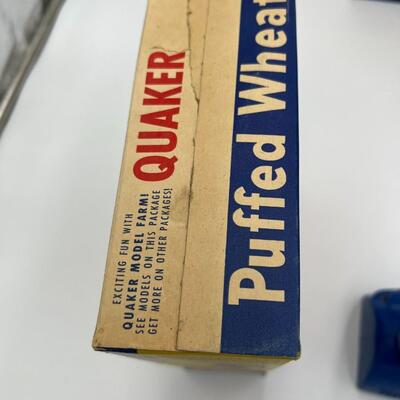 EXCITING FUN WITH
QUAKER MODEL FARM!
SEE MODELS ON THIS PACKAGE
GET MORE ON OTHER PACKAGES!
QUAKER
Puffed Wheat